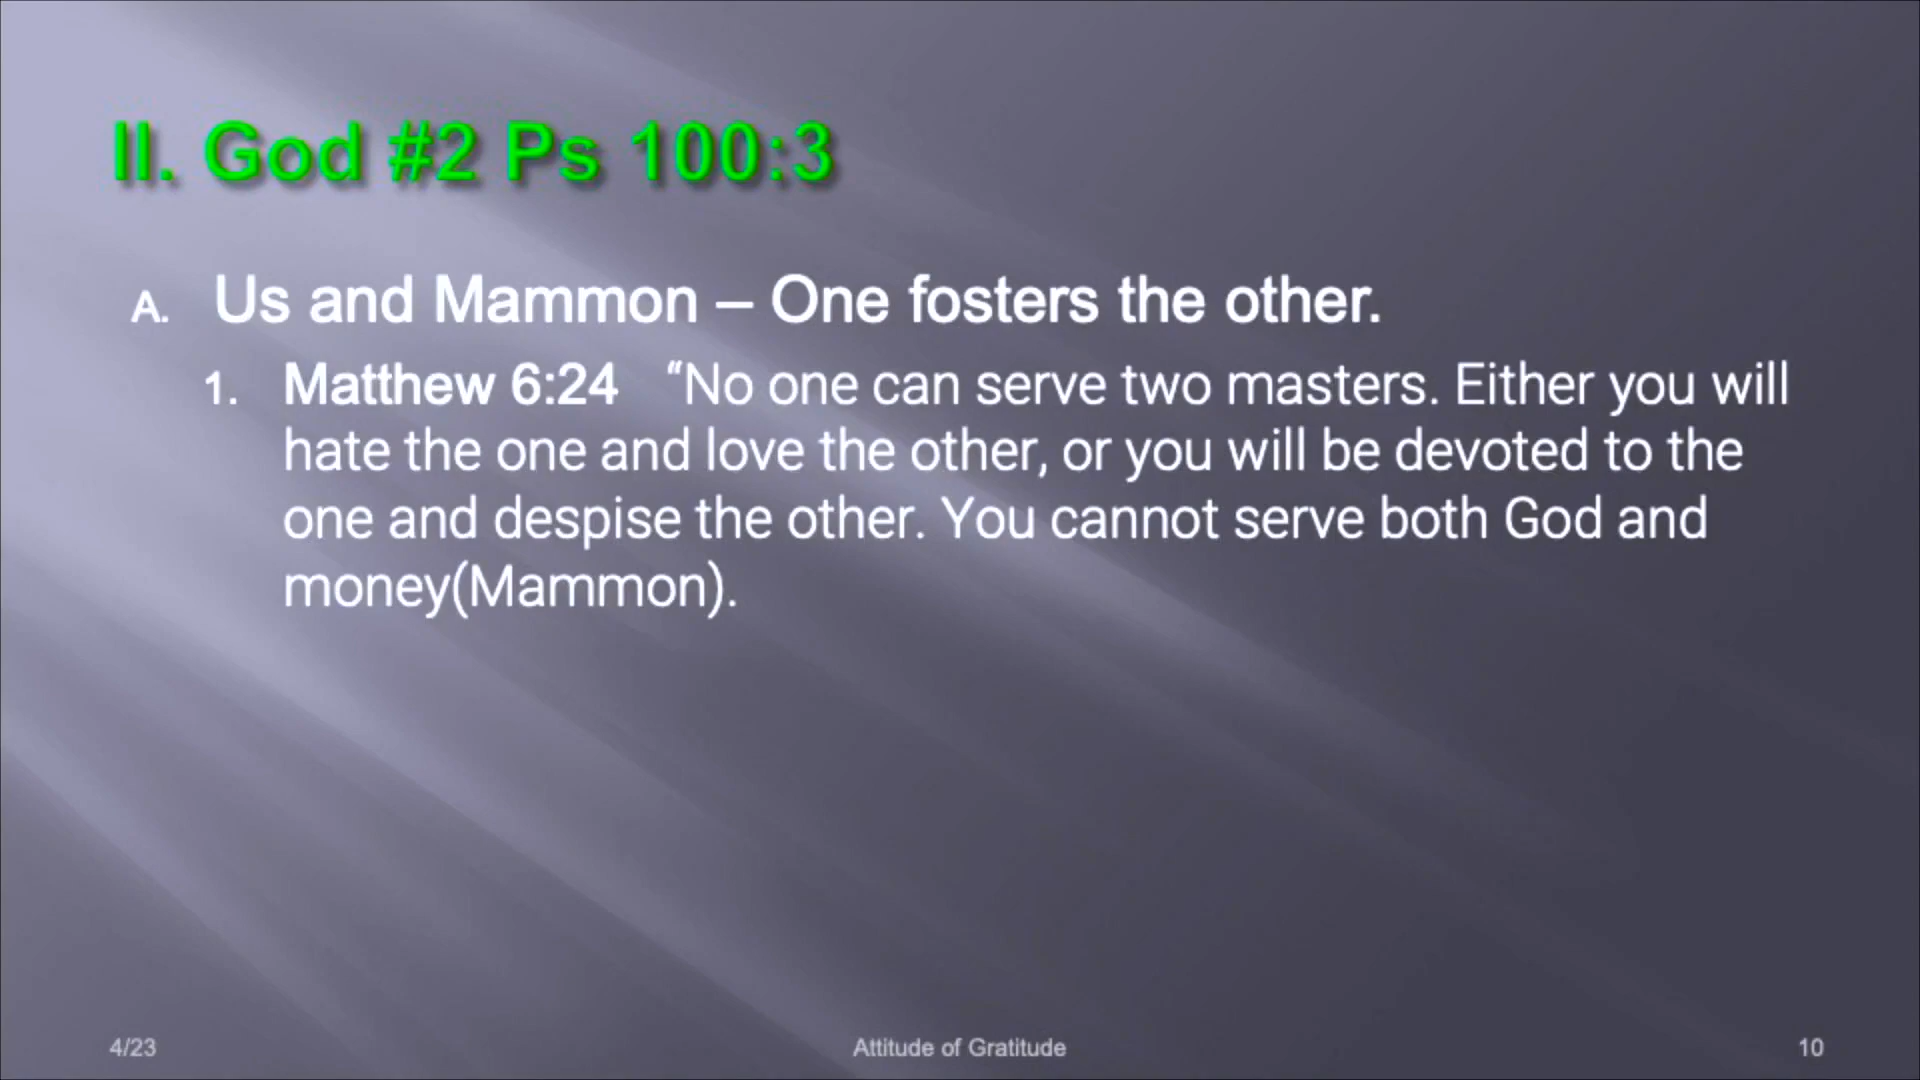 II. God #2 Ps 100:3
A. Us and Mammon – One fosters the other.
1. Matthew 6:24 “No one can serve two masters. Either you will
hate the one and love the other, or you will be devoted to the
one and despise the other. You cannot serve both God and
money(Mammon).
4/23 Attitude of Gratitude 10